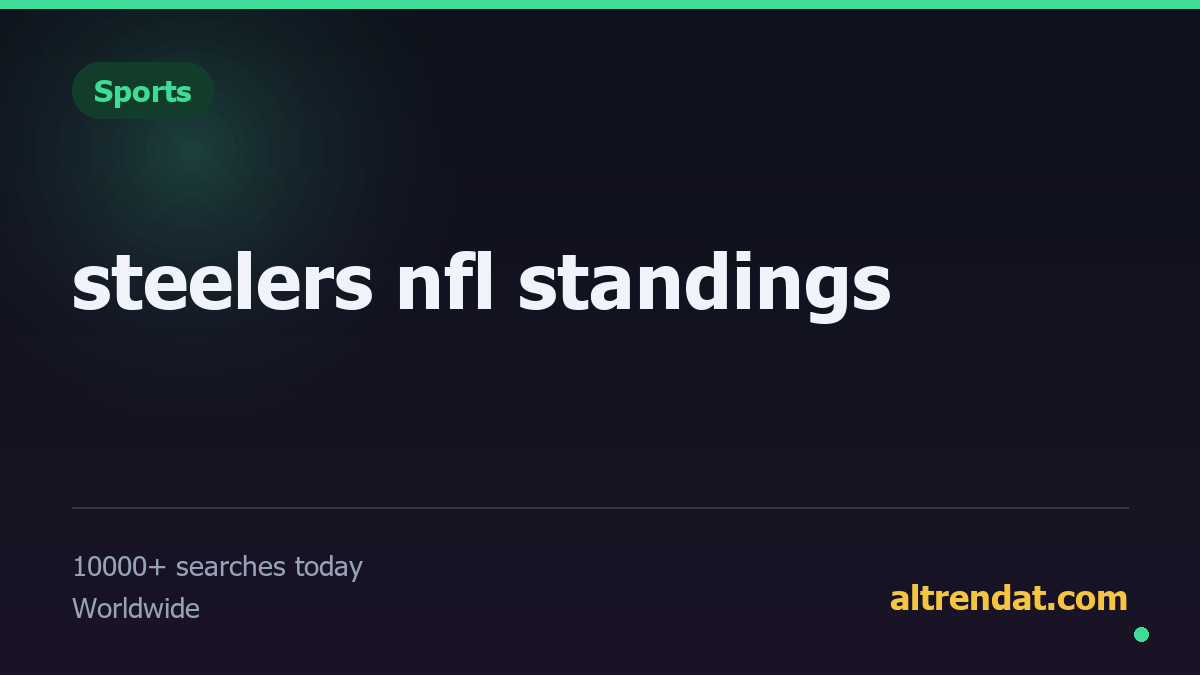 Sports
steelers nfl standings
10000+ searches today
Worldwide
altrendat.com